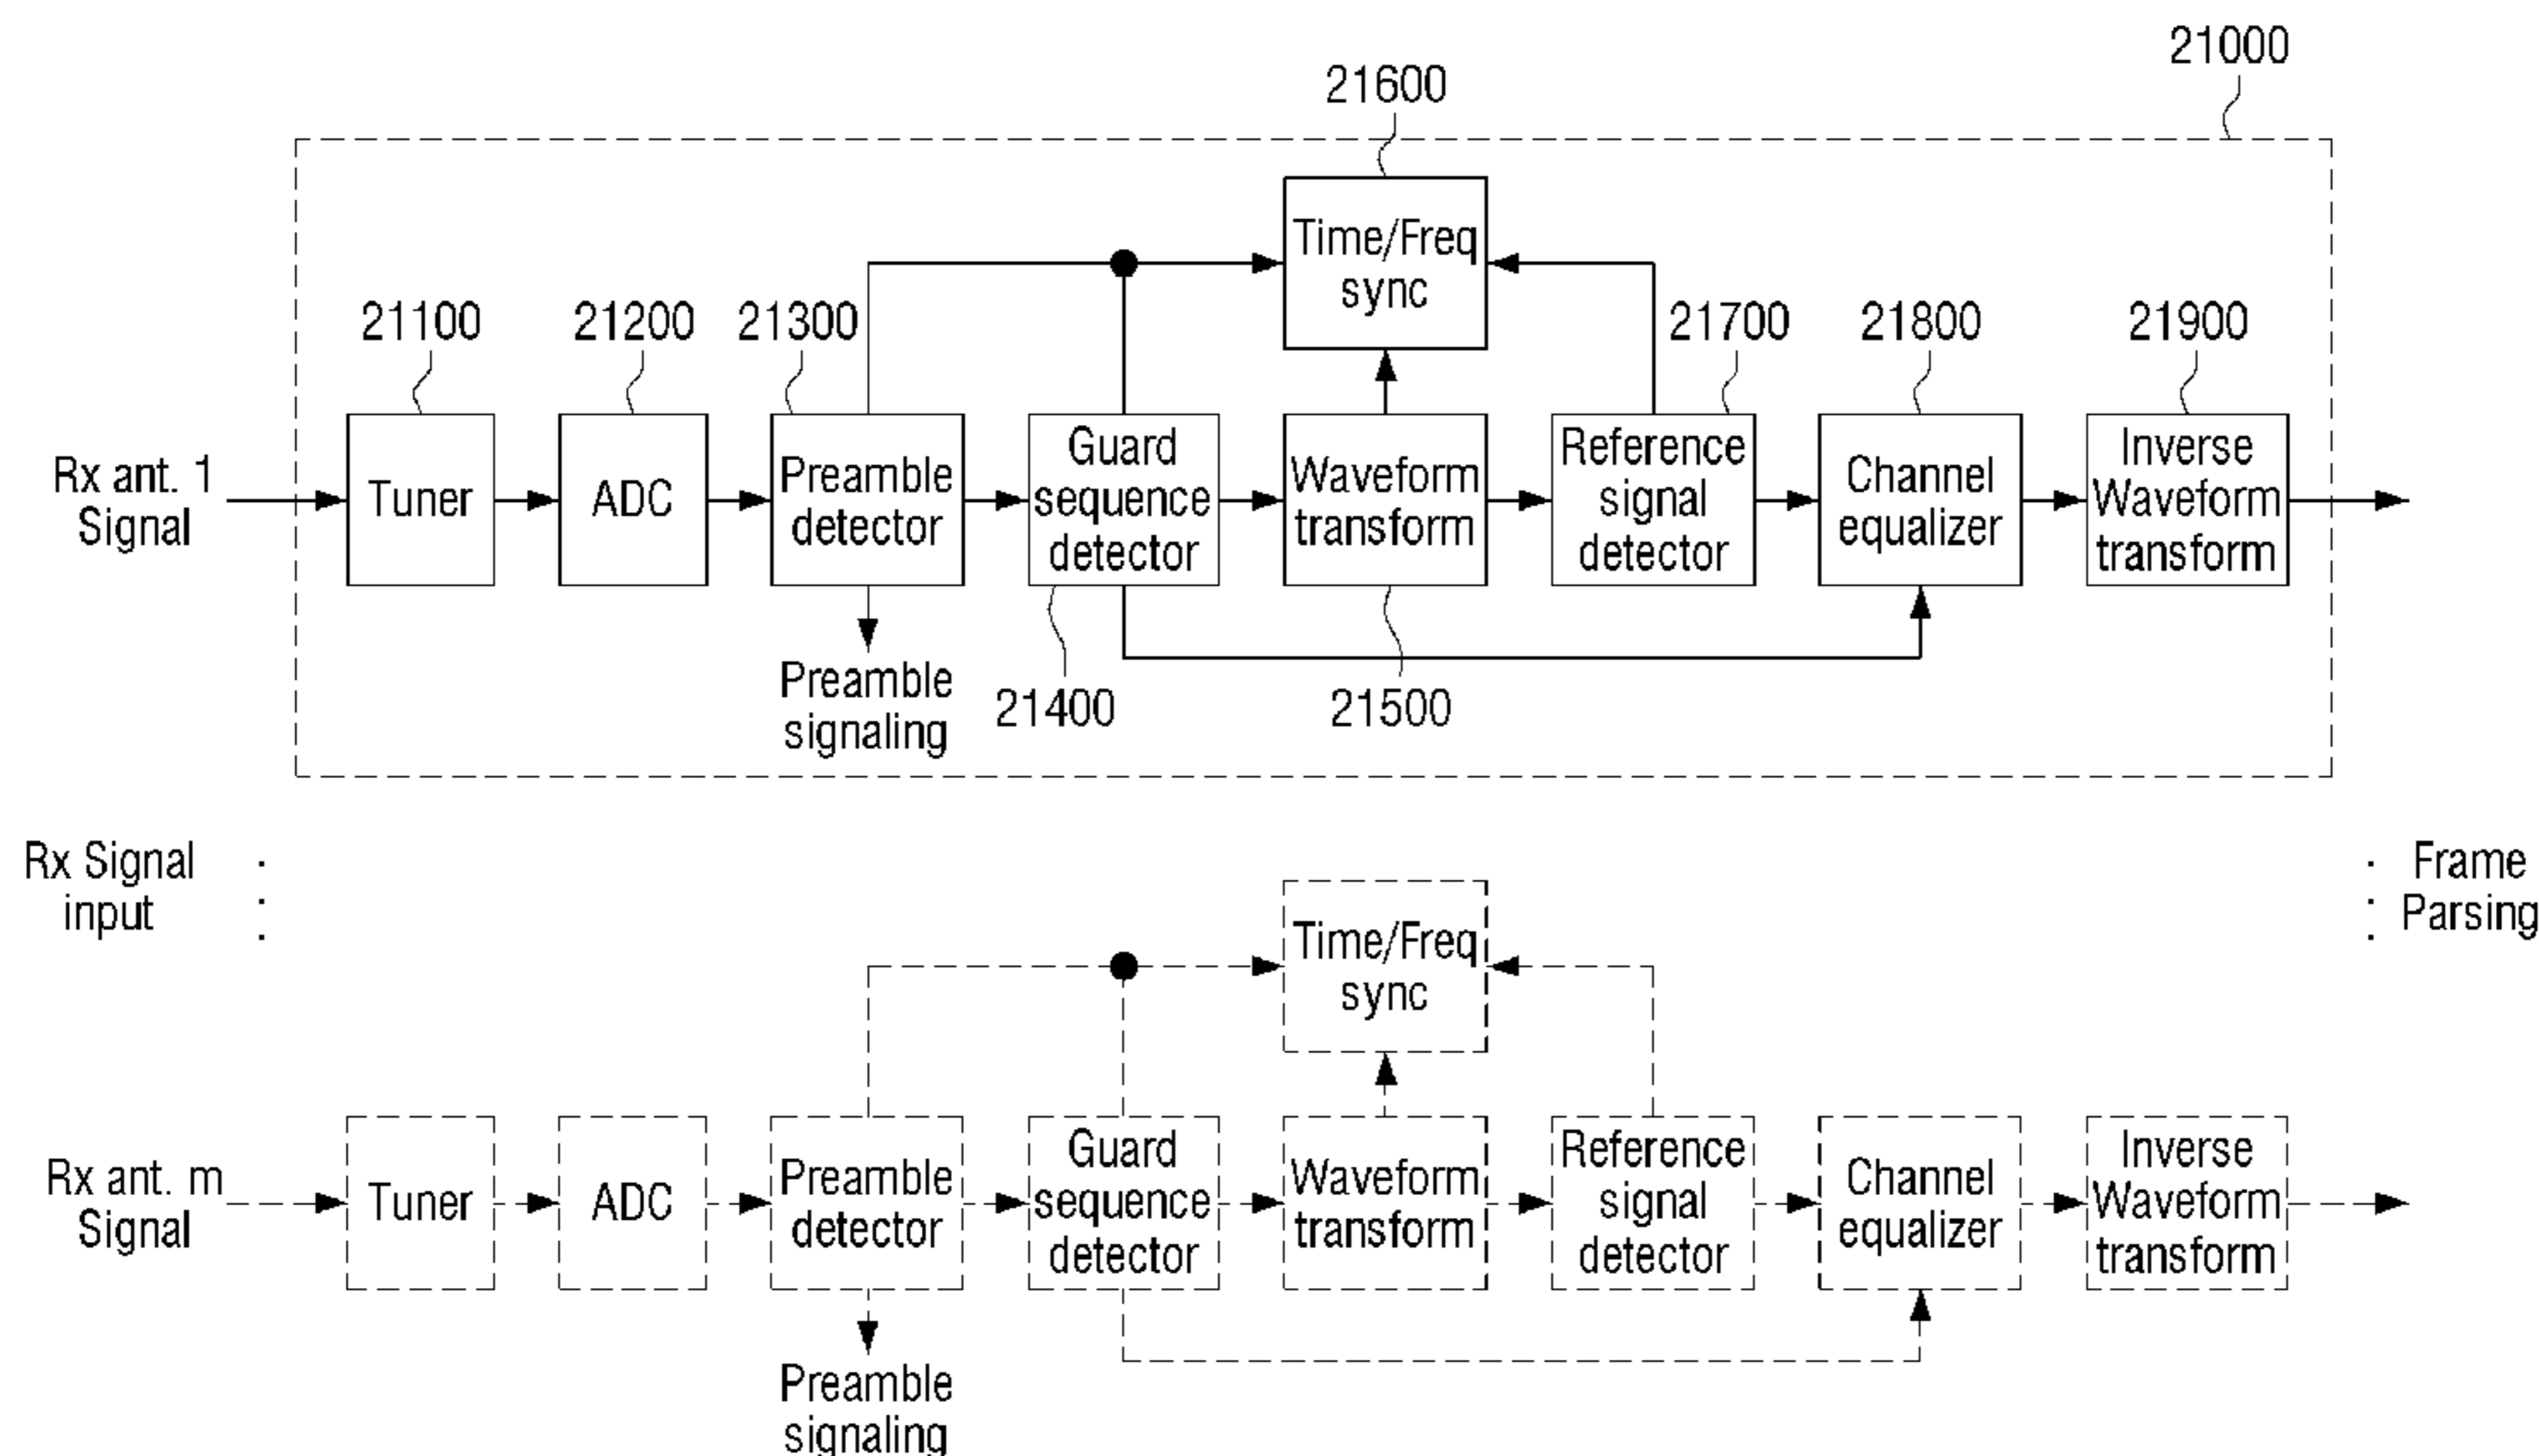 21000
21600
21100
21200
21300
21700
21800
21900
Time/Freq
sync
Rx ant. 1
Signal
Tuner
ADC
Preamble
detector
Guard
sequence
detector
Waveform
transform
Reference
signal
detector
Channel
equalizer
Inverse
Waveform
transform
Preamble
signaling
21400
21500
Rx Signal
input
Frame
Parsing
Time/Freq
sync
Rx ant. m
Signal
Tuner
ADC
Preamble
detector
Guard
sequence
detector
Waveform
transform
Reference
signal
detector
Channel
equalizer
Inverse
Waveform
transform
Preamble
signaling